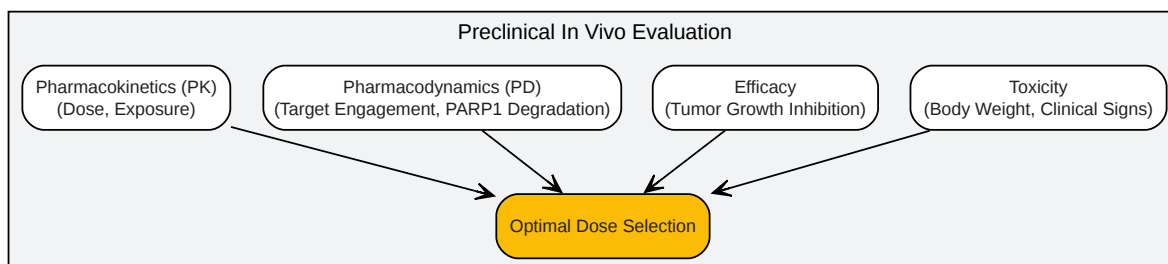 Preclinical In Vivo Evaluation
Pharmacokinetics (PK)
(Dose, Exposure)
Pharmacodynamics (PD)
(Target Engagement, PARP1 Degradation)
Efficacy
(Tumor Growth Inhibition)
Toxicity
(Body Weight, Clinical Signs)
Optimal Dose Selection